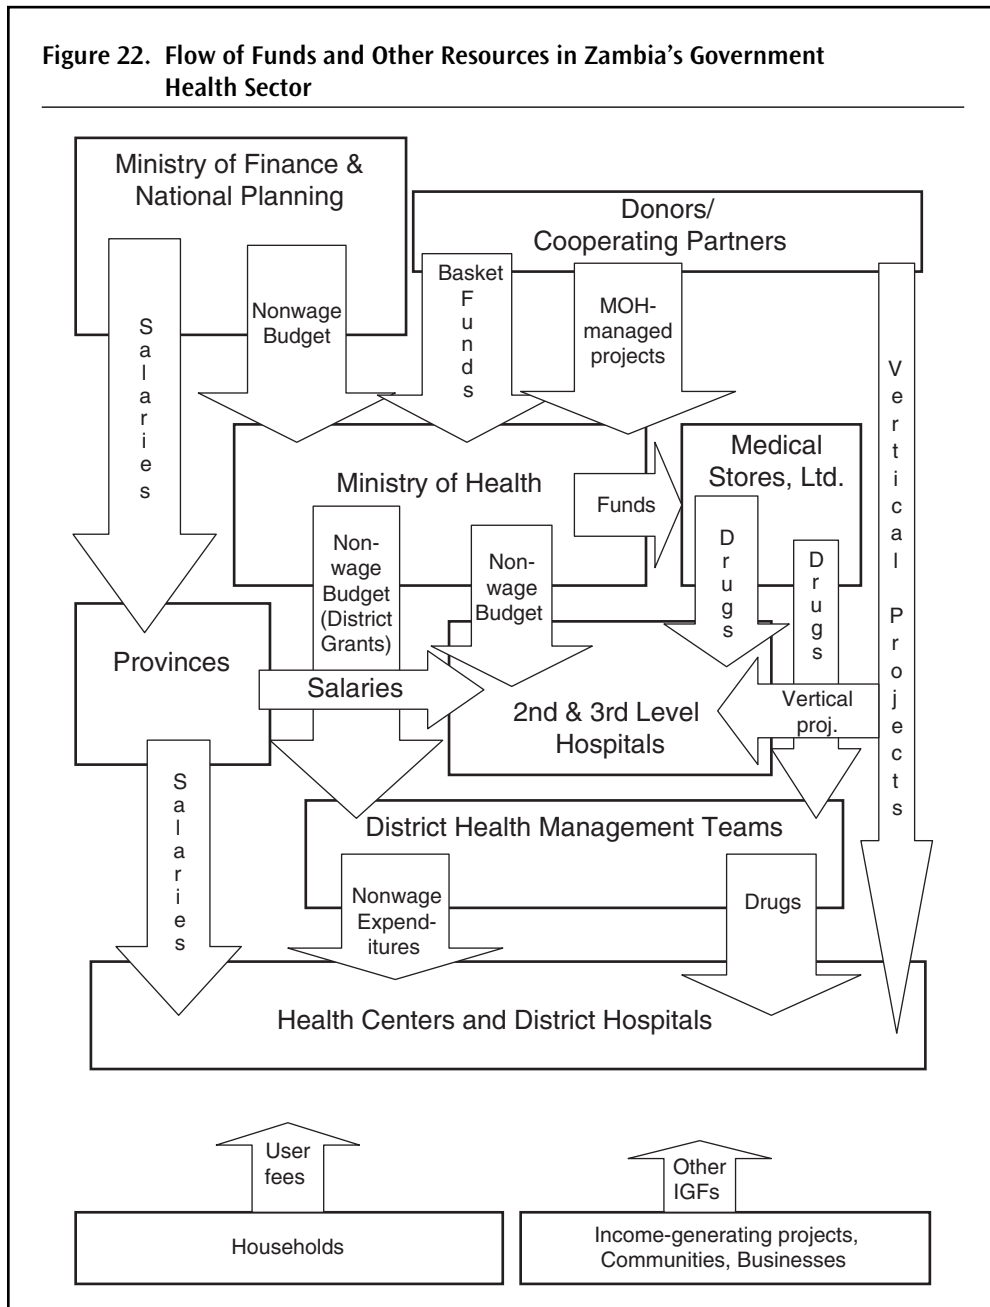 Figure 22. Flow of Funds and Other Resources in Zambia's Government
Health Sector
Ministry of Finance &
National Planning
Donors/
Cooperating Partners
Salaries
Nonwage
Budget
Basket
Funds
MOH-
managed
projects
Vertical Projects
Ministry of Health
Funds
Medical
Stores, Ltd.
Non-
wage
Budget
(District
Grants)
Non-
wage
Budget
Drugs
Drugs
Provinces
Salaries
2nd & 3rd Level
Hospitals
Vertical
proj.
Salaries
District Health Management Teams
Nonwage
Expend-
itures
Drugs
Health Centers and District Hospitals
User
fees
Other
IGFs
Households
Income-generating projects,
Communities, Businesses